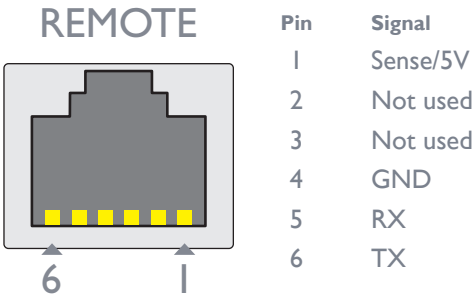 REMOTE
6 1
Pin Signal
1 Sense/5V
2 Not used
3 Not used
4 GND
5 RX
6 TX